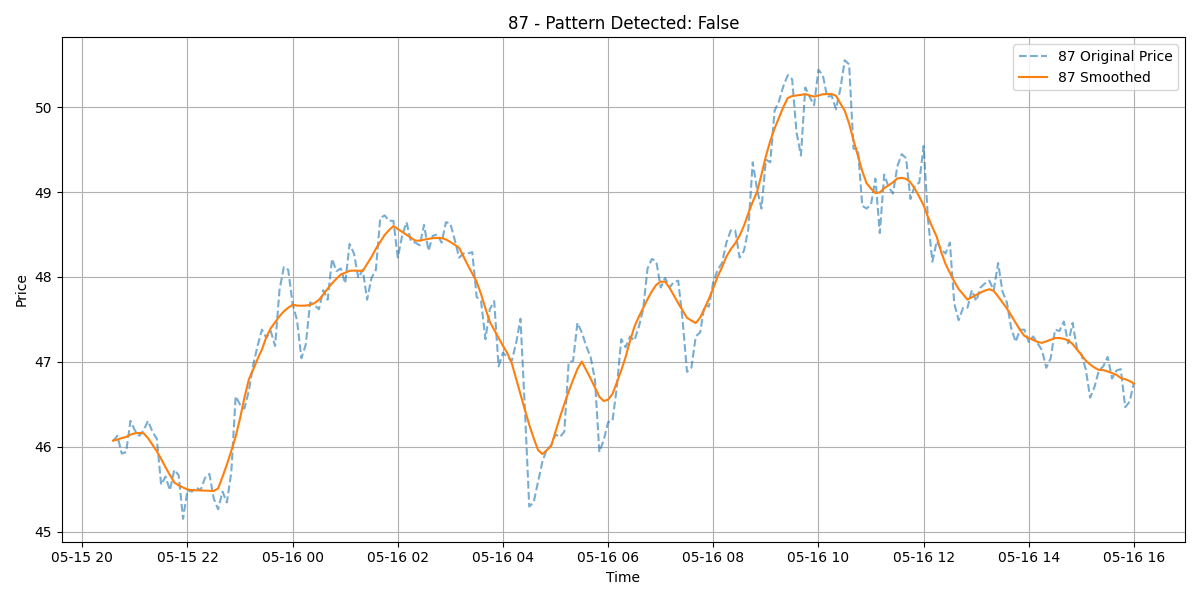 87 - Pattern Detected: False
87 Original Price
87 Smoothed
Price
50
49
48
47
46
45
05-15 20 05-15 22 05-16 00 05-16 02 05-16 04 05-16 06 05-16 08 05-16 10 05-16 12 05-16 14 05-16 16
Time